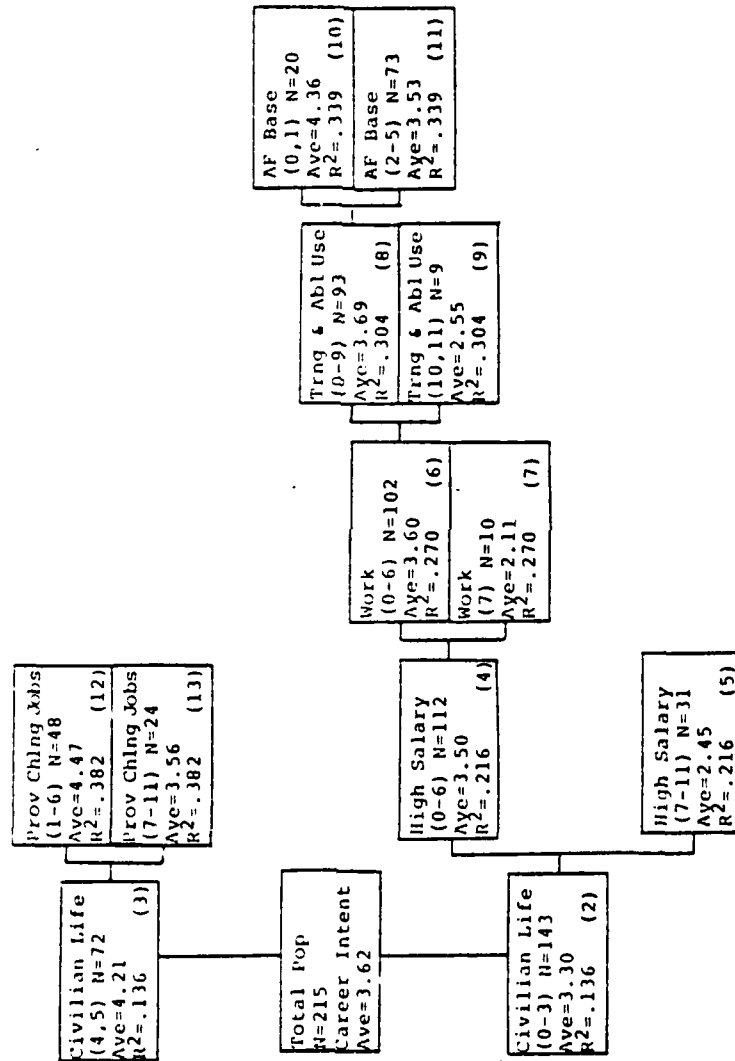 Total Pop
N=215
Career Intent
Ave=3.62
Civilian Life
(4,5) N=72
Ave=4.21
R²=.136 (3)
Civilian Life
(0-3) N=143
Ave=3.30
R²=.136 (2)
Prov Chlng Jobs
(1-6) N=48
Ave=4.47
R²=.382 (12)
Prov Chlng Jobs
(7-11) N=24
Ave=3.56
R²=.382 (13)
High Salary
(0-6) N=112
Ave=3.50
R²=.216 (4)
High Salary
(7-11) N=31
Ave=2.45
R²=.216 (5)
Work
(0-6) N=102
Ave=3.60
R²=.270 (6)
Work
(7) N=10
Ave=2.11
R²=.270 (7)
Trng & Abl Use
(0-9) N=93
Ave=3.69
R²=.304 (8)
Trng & Abl Use
(10,11) N=9
Ave=2.55
R²=.304 (9)
AF Base
(0,1) N=20
Ave=4.36
R²=.339 (10)
AF Base
(2-5) N=73
Ave=3.53
R²=.339 (11)